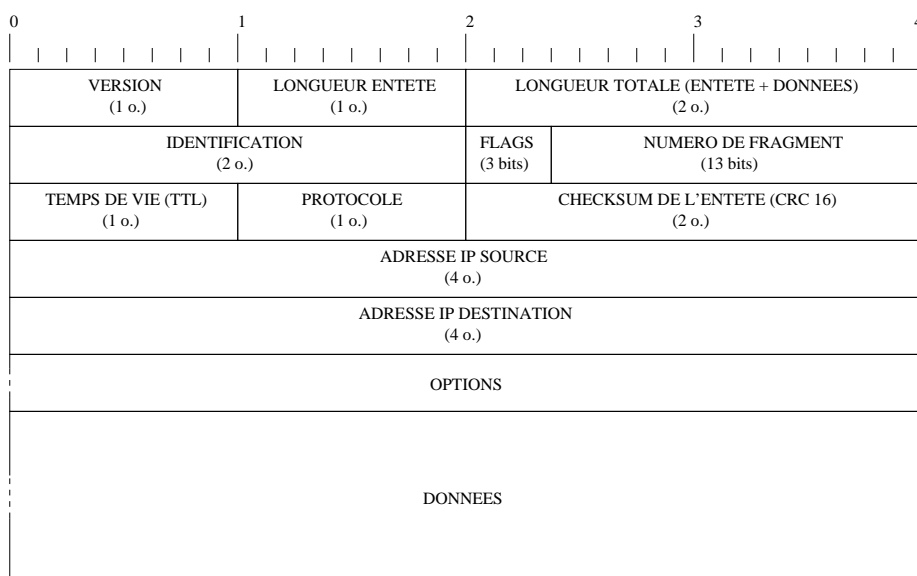 0 1 2 3 4
VERSION LONGUEUR ENTETE LONGUEUR TOTALE (ENTETE + DONNEES)
(1 o.) (1 o.) (2 o.)
IDENTIFICATION FLAGS NUMERO DE FRAGMENT
(2 o.) (3 bits) (13 bits)
TEMPS DE VIE (TTL) PROTOCOLE CHECKSUM DE L'ENTETE (CRC 16)
(1 o.) (1 o.) (2 o.)
ADRESSE IP SOURCE
(4 o.)
ADRESSE IP DESTINATION
(4 o.)
OPTIONS
DONNEES